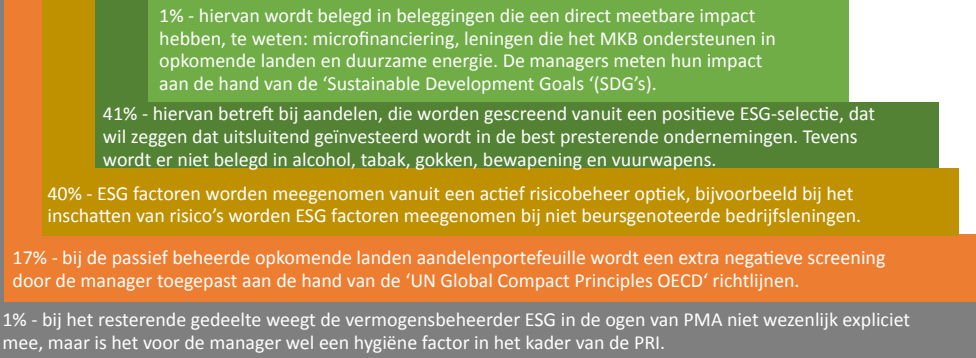 1% - hiervan wordt belegd in beleggingen die een direct meetbare impact
hebben, te weten: microfinanciering, leningen die het MKB ondersteunen in
opkomende landen en duurzame energie. De managers meten hun impact
aan de hand van de ‘Sustainable Development Goals ‘(SDG’s).
41% - hiervan betreft bij aandelen, die worden gescreend vanuit een positieve ESG-selectie, dat
wil zeggen dat uitsluitend geïnvesteerd wordt in de best presterende ondernemingen. Tevens
wordt er niet belegd in alcohol, tabak, gokken, bewapening en vuurwapens.
40% - ESG factoren worden meegenomen vanuit een actief risicobeheer optiek, bijvoorbeeld bij het
inschatten van risico’s worden ESG factoren meegenomen bij niet beursgenoteerde bedrijfsleningen.
17% - bij de passief beheerde opkomende landen aandelenportefeuille wordt een extra negatieve screening
door de manager toegepast aan de hand van de ‘UN Global Compact Principles OECD‘ richtlijnen.
1% - bij het resterende gedeelte weegt de vermogensbeheerder ESG in de ogen van PMA niet wezenlijk expliciet
mee, maar is het voor de manager wel een hygiëne factor in het kader van de PRI.